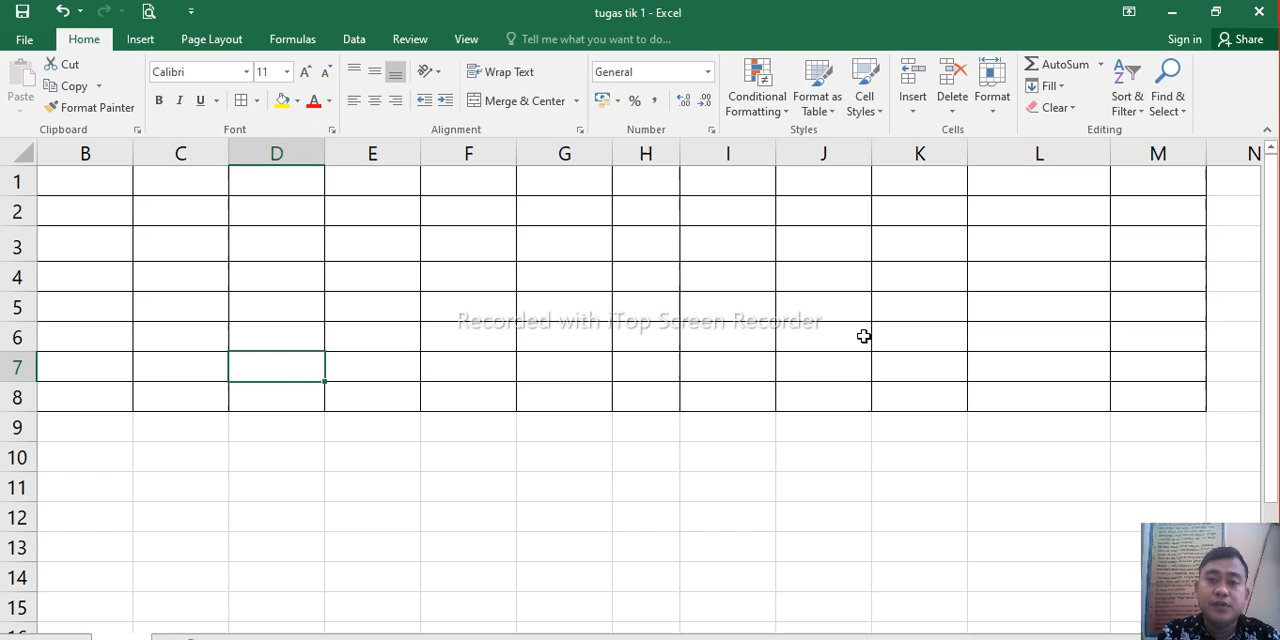 tugas tik 1 - Excel
File Home Insert Page Layout Formulas Data Review View Tell me what you want to do... Sign in Share
Paste Cut Copy Format Painter Clipboard
Calibri 11 A A B I U A Font
Wrap Text Merge & Center Alignment
General % , Number
Conditional Formatting Format as Table Cell Styles Styles
Insert Delete Format Cells
AutoSum Fill Clear Sort & Filter Find & Select Editing
B C D E F G H I J K L M N
1
2
3
4
5
Recorded with iTop Screen Recorder
6
7
8
9
10
11
12
13
14
15